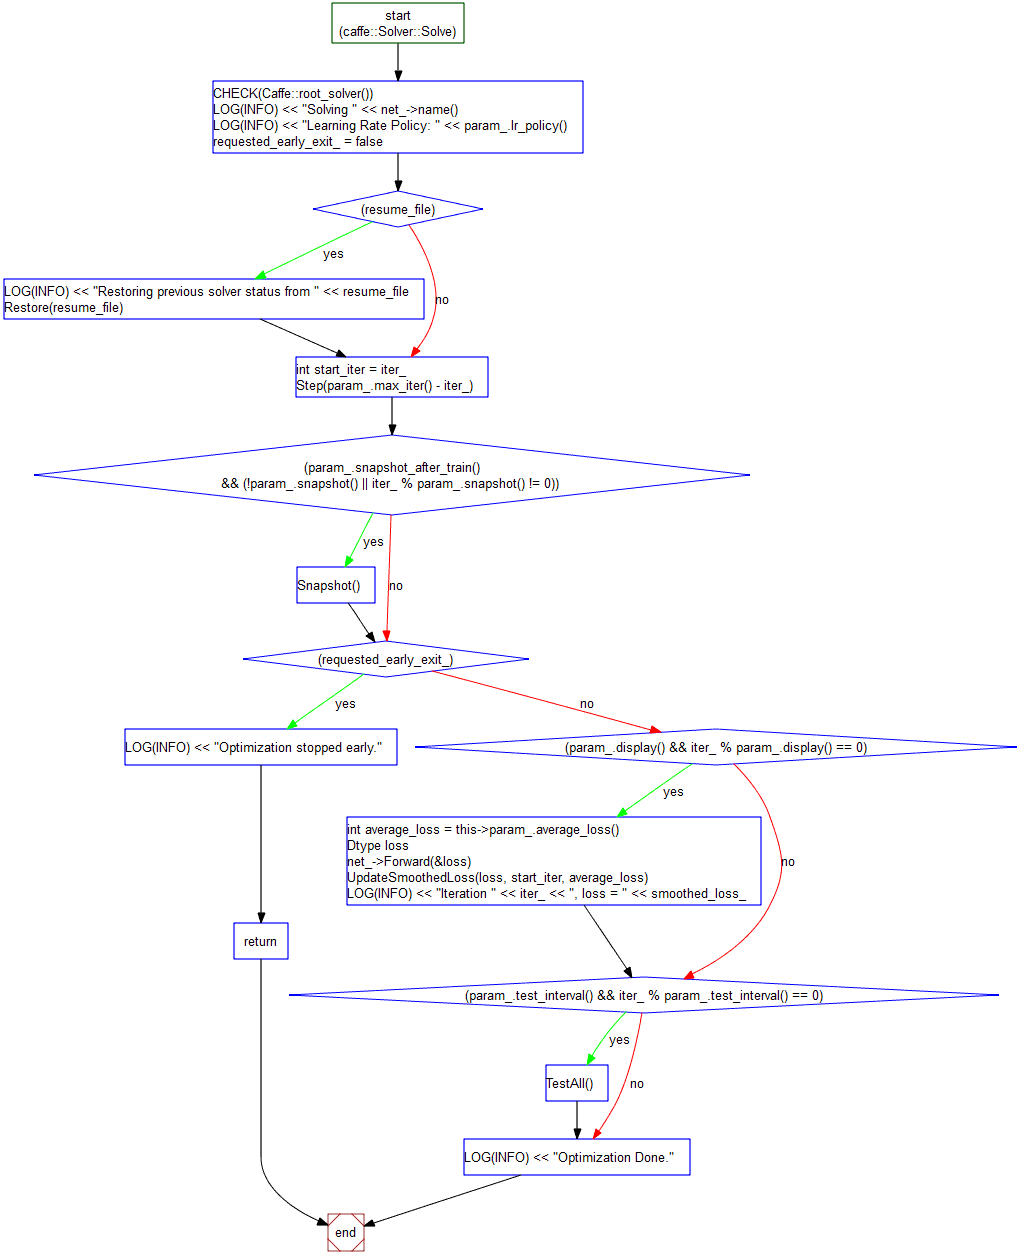 start
(caffe::Solver::Solve)
CHECK(Caffe::root_solver())
LOG(INFO) << "Solving " << net_->name()
LOG(INFO) << "Learning Rate Policy: " << param_.lr_policy()
requested_early_exit_ = false
(resume_file)
yes
LOG(INFO) << "Restoring previous solver status from " << resume_file
Restore(resume_file)
no
int start_iter = iter_
Step(param_.max_iter() - iter_)
(param_.snapshot_after_train()
&& (!param_.snapshot() || iter_ % param_.snapshot() != 0))
yes
Snapshot()
no
(requested_early_exit_)
yes
no
LOG(INFO) << "Optimization stopped early."
(param_.display() && iter_ % param_.display() == 0)
yes
int average_loss = this->param_.average_loss()
Dtype loss
net_->Forward(&loss)
UpdateSmoothedLoss(loss, start_iter, average_loss)
LOG(INFO) << "Iteration " << iter_ << ", loss = " << smoothed_loss_
no
return
(param_.test_interval() && iter_ % param_.test_interval() == 0)
yes
TestAll()
no
LOG(INFO) << "Optimization Done."
end